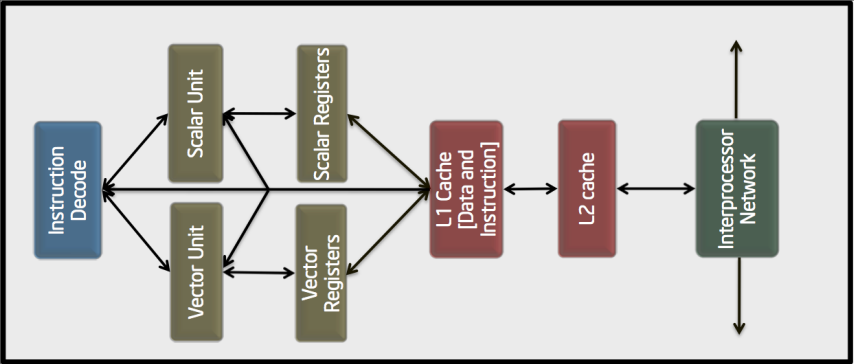 Instruction
Decode
Scalar Unit
Scalar Registers
Vector Unit
Vector
Registers
L1 Cache
[Data and
Instruction]
L2 cache
Interprocessor
Network